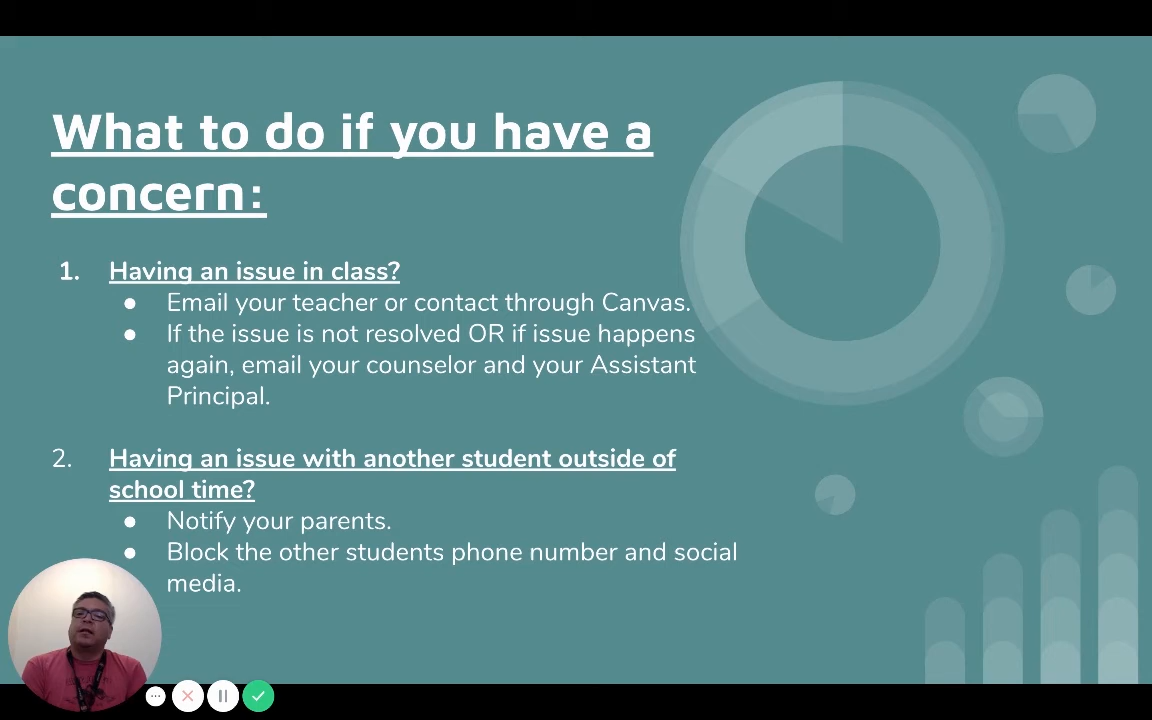 What to do if you have a
concern:
1. Having an issue in class?
● Email your teacher or contact through Canvas.
● If the issue is not resolved OR if issue happens
again, email your counselor and your Assistant
Principal.
2. Having an issue with another student outside of
school time?
● Notify your parents.
● Block the other students phone number and social
media.